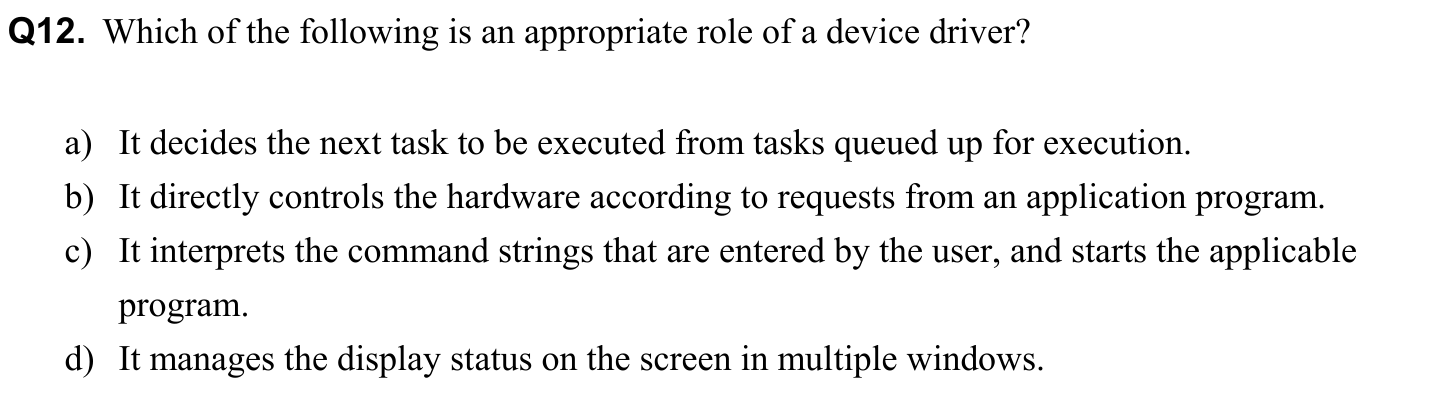 Q12. Which of the following is an appropriate role of a device driver?
a) It decides the next task to be executed from tasks queued up for execution.
b) It directly controls the hardware according to requests from an application program.
c) It interprets the command strings that are entered by the user, and starts the applicable
program.
d) It manages the display status on the screen in multiple windows.